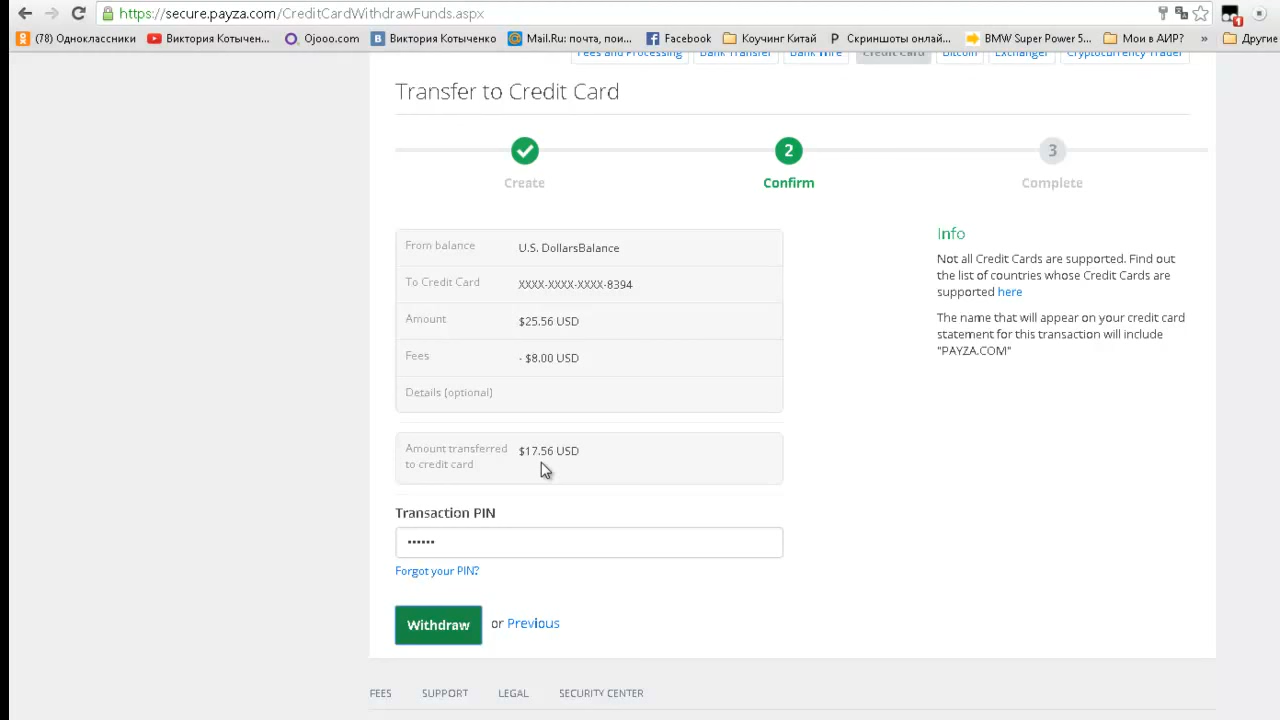 https://secure.payza.com/CreditCardWithdrawFunds.aspx
1
(78) Одноклассники Виктория Котычен... Ojooo.com Виктория Котыченко Mail.Ru: почта, пои... Facebook Коучинг Китай Скриншоты онлай... BMW Super Power 5... Мои в АИР? » Другие
Fees and Processing Bank Transfer Bank Wire Credit Card Bitcoin Exchanger Cryptocurrency Trader
Transfer to Credit Card
2 3
Create Confirm Complete
From balance U.S. DollarsBalance
To Credit Card XXXX-XXXX-XXXX-8394
Amount $25.56 USD
Fees - $8.00 USD
Details (optional)
Amount transferred
to credit card
$17.56 USD
Transaction PIN
••••••
Forgot your PIN?
Withdraw or Previous
Info
Not all Credit Cards are supported. Find out
the list of countries whose Credit Cards are
supported here
The name that will appear on your credit card
statement for this transaction will include
"PAYZA.COM"
FEES SUPPORT LEGAL SECURITY CENTER